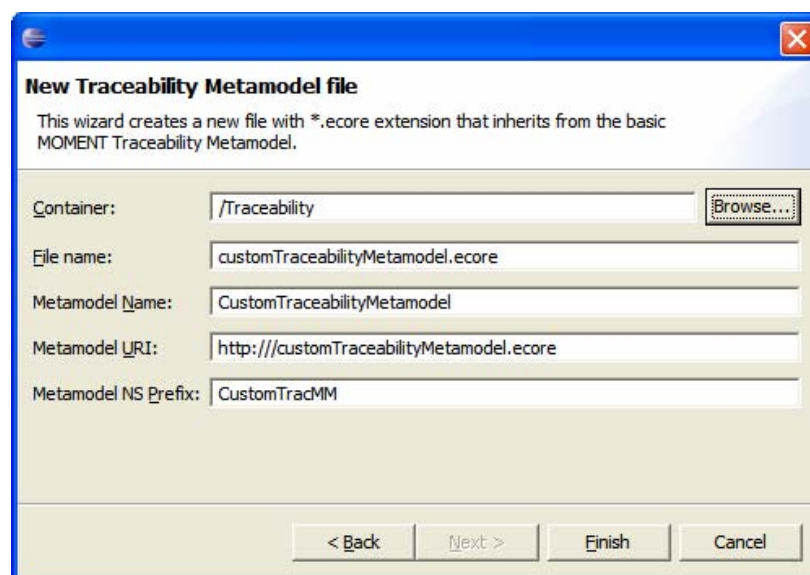 New Traceability Metamodel file
This wizard creates a new file with *.ecore extension that inherits from the basic
MOMENT Traceability Metamodel.
Container: /Traceability Browse...
File name: customTraceabilityMetamodel.ecore
Metamodel Name: CustomTraceabilityMetamodel
Metamodel URI: http:///customTraceabilityMetamodel.ecore
Metamodel NS Prefix: CustomTracMM
< Back Next > Finish Cancel